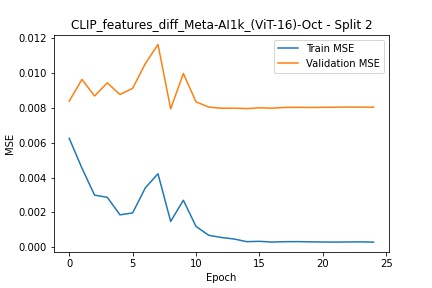 CLIP_features_diff_Meta-AI1k_(ViT-16)-Oct - Split 2
Train MSE
Validation MSE
0.012
0.010
0.008
0.006
0.004
0.002
0.000
MSE
0 5 10 15 20 25
Epoch